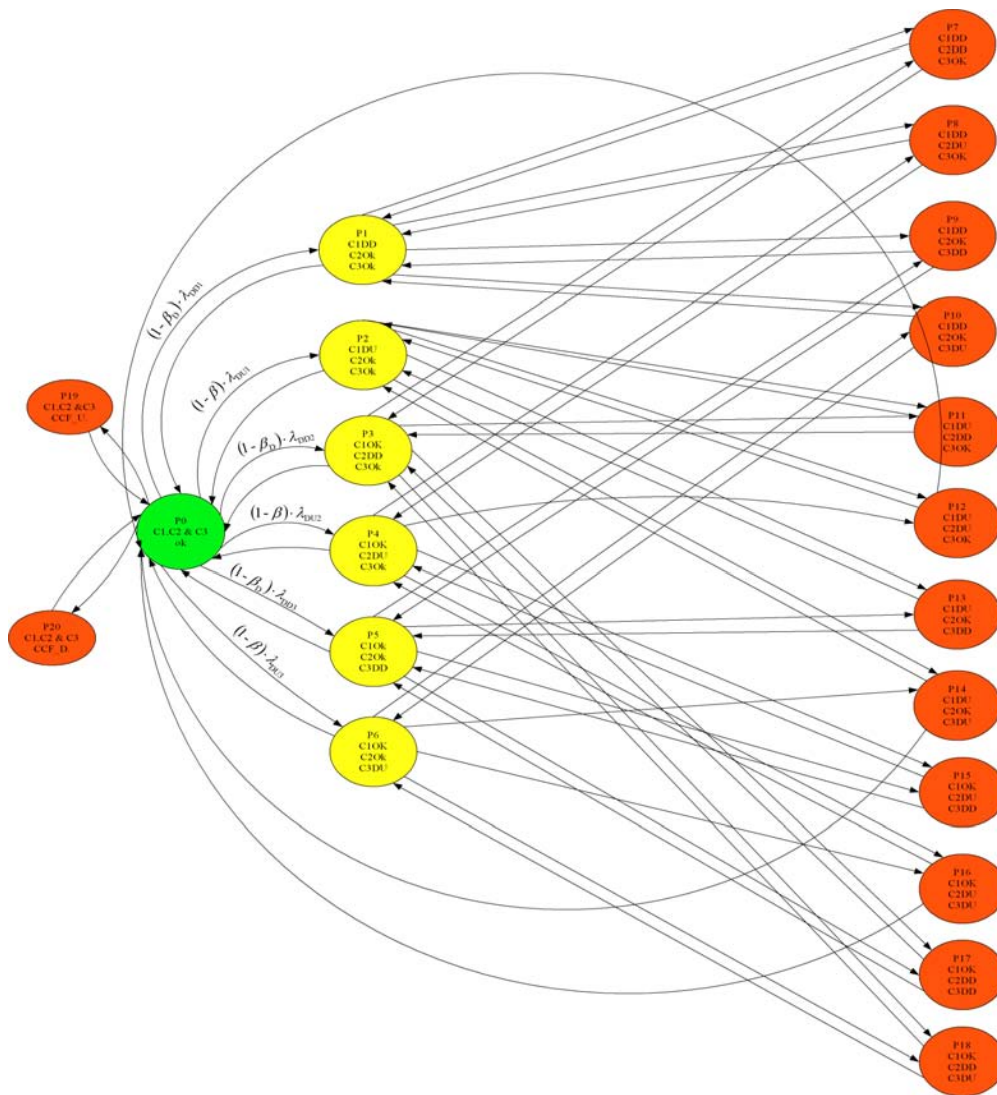 P7
C1DD
C2DD
C3OK
P8
C1DD
C2DU
C3OK
P9
C1DD
C2OK
C3DD
P10
C1DD
C2OK
C3DU
P11
C1DU
C2DD
C3OK
P12
C1DU
C2DU
C3OK
P13
C1DU
C2OK
C3DD
P14
C1DU
C2OK
C3DU
P15
C1OK
C2DU
C3DD
P16
C1OK
C2DU
C3DU
P17
C1OK
C2DD
C3DD
P18
C1OK
C2DD
C3DU
P1
C1DD
C2Ok
C3Ok
P2
C1DU
C2Ok
C3Ok
P3
C1OK
C2DD
C3Ok
P4
C1OK
C2DU
C3Ok
P5
C1Ok
C2Ok
C3DD
P6
C1OK
C2Ok
C3DU
(1-β_D)·λ_DD1
(1-β)·λ_DU1
(1-β_D)·λ_DD2
(1-β)·λ_DU2
(1-β_D)·λ_DD3
(1-β)·λ_DU3
P19
C1,C2 &C3
CCF_U.
P0
C1,C2 & C3
ok
P20
C1,C2 & C3
CCF_D.